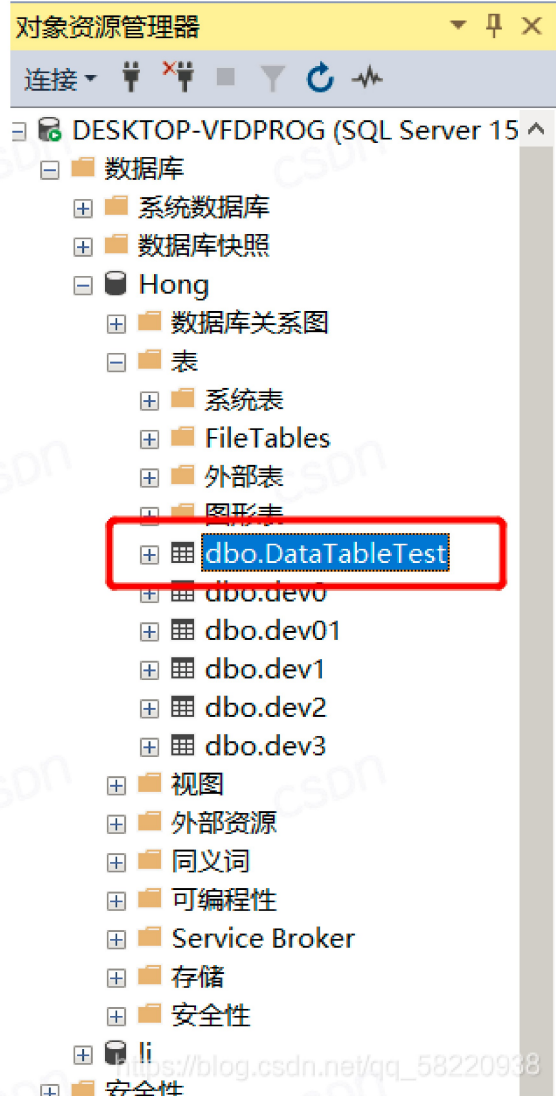 对象资源管理器
连接
DESKTOP-VFDPROG (SQL Server 15
数据库
系统数据库
数据库快照
Hong
数据库关系图
表
系统表
FileTables
外部表
图形表
dbo.DataTableTest
dbo.dev0
dbo.dev01
dbo.dev1
dbo.dev2
dbo.dev3
视图
外部资源
同义词
可编程性
Service Broker
存储
安全性
li
https://blog.csdn.net/qq_58220938
安全性